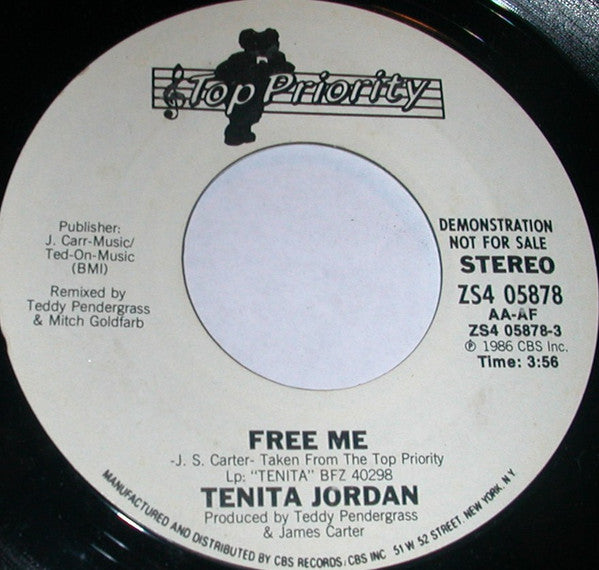 Top Priority
Publisher:
J. Carr-Music/
Ted-On-Music
(BMI)
Remixed by
Teddy Pendergrass
& Mitch Goldfarb
DEMONSTRATION
NOT FOR SALE
STEREO
ZS4 05878
AA-AF
ZS4 05878-3
℗ 1986 CBS Inc.
Time: 3:56
FREE ME
-J. S. Carter- Taken From The Top Priority
Lp: "TENITA" BFZ 40298
TENITA JORDAN
Produced by Teddy Pendergrass
& James Carter
MANUFACTURED AND DISTRIBUTED BY CBS RECORDS/CBS INC 51 W 52 STREET, NEW YORK, N.Y